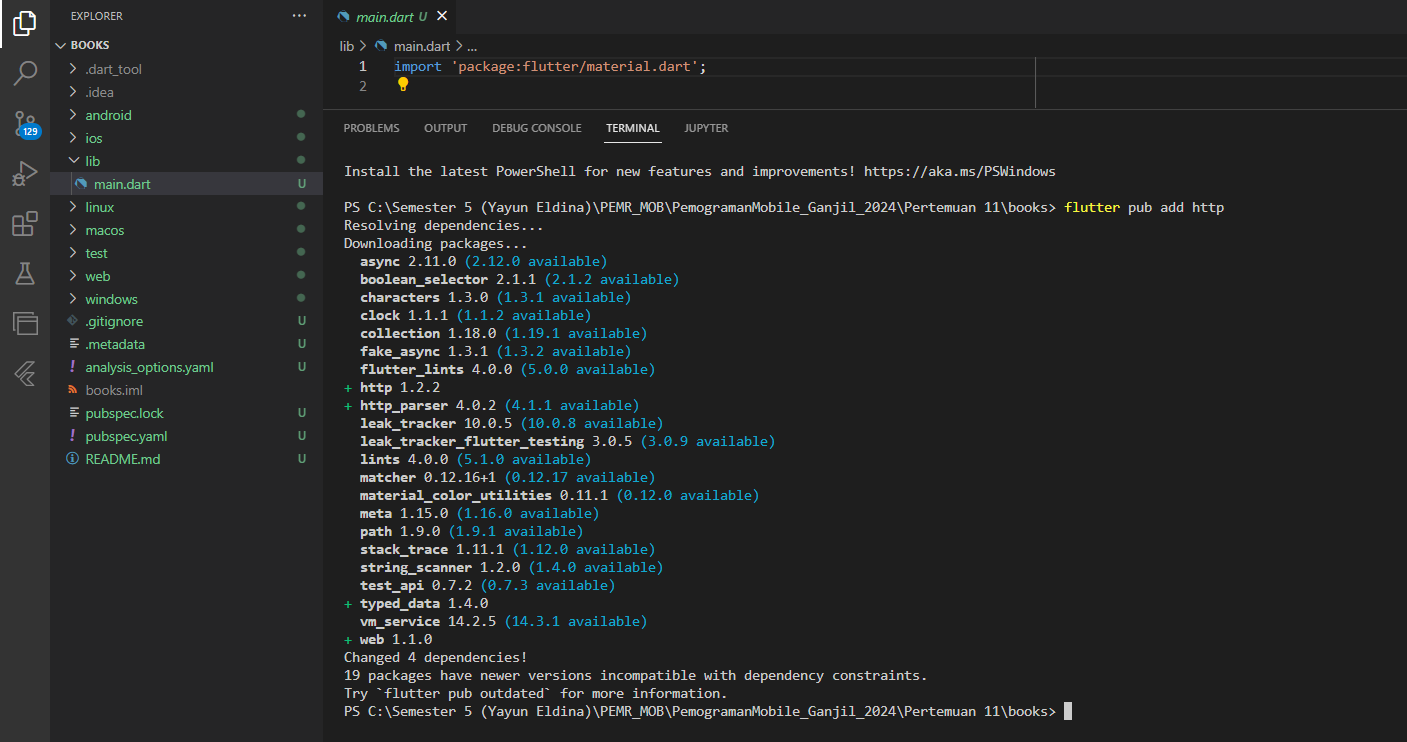 EXPLORER
BOOKS
.dart_tool
.idea
android
ios
lib
main.dart U
linux
macos
test
web
windows
.gitignore U
.metadata U
analysis_options.yaml U
books.iml
pubspec.lock U
pubspec.yaml U
README.md U
129
main.dart U
lib > main.dart > ...
1 import 'package:flutter/material.dart';
2
PROBLEMS OUTPUT DEBUG CONSOLE TERMINAL JUPYTER
Install the latest PowerShell for new features and improvements! https://aka.ms/PSWindows
PS C:\Semester 5 (Yayun Eldina)\PEMR_MOB\PemogramanMobile_Ganjil_2024\Pertemuan 11\books> flutter pub add http
Resolving dependencies...
Downloading packages...
async 2.11.0 (2.12.0 available)
boolean_selector 2.1.1 (2.1.2 available)
characters 1.3.0 (1.3.1 available)
clock 1.1.1 (1.1.2 available)
collection 1.18.0 (1.19.1 available)
fake_async 1.3.1 (1.3.2 available)
flutter_lints 4.0.0 (5.0.0 available)
+ http 1.2.2
+ http_parser 4.0.2 (4.1.1 available)
leak_tracker 10.0.5 (10.0.8 available)
leak_tracker_flutter_testing 3.0.5 (3.0.9 available)
lints 4.0.0 (5.1.0 available)
matcher 0.12.16+1 (0.12.17 available)
material_color_utilities 0.11.1 (0.12.0 available)
meta 1.15.0 (1.16.0 available)
path 1.9.0 (1.9.1 available)
stack_trace 1.11.1 (1.12.0 available)
string_scanner 1.2.0 (1.4.0 available)
test_api 0.7.2 (0.7.3 available)
+ typed_data 1.4.0
vm_service 14.2.5 (14.3.1 available)
+ web 1.1.0
Changed 4 dependencies!
19 packages have newer versions incompatible with dependency constraints.
Try `flutter pub outdated` for more information.
PS C:\Semester 5 (Yayun Eldina)\PEMR_MOB\PemogramanMobile_Ganjil_2024\Pertemuan 11\books>